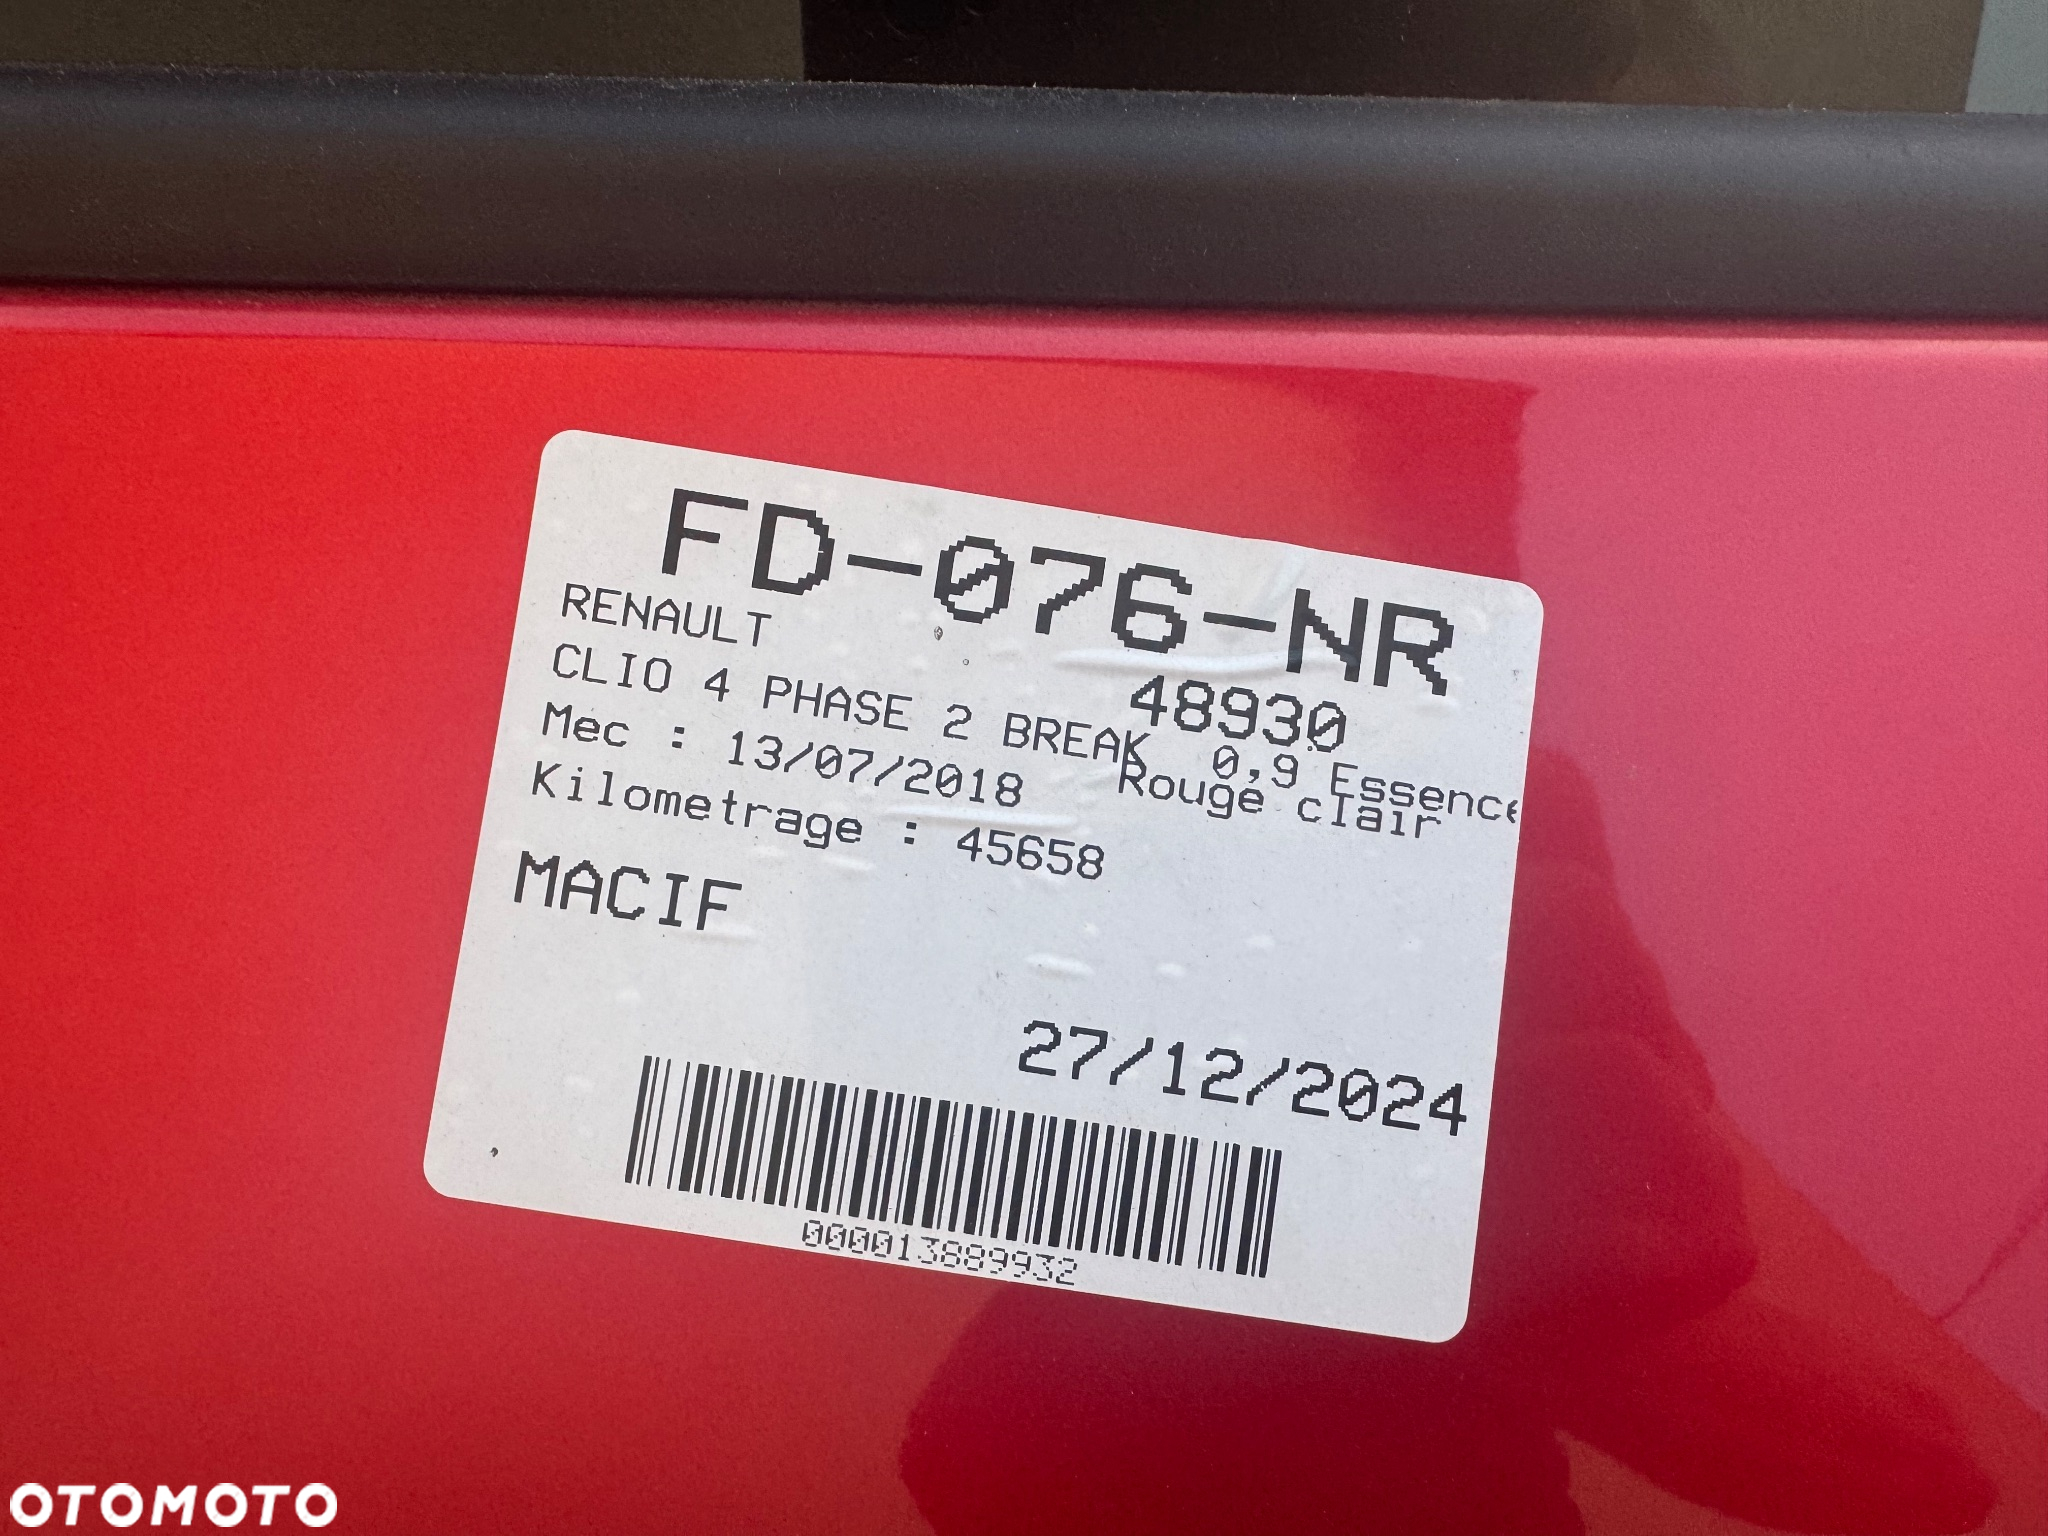 FD-076-NR
RENAULT
48930
CLIO 4 PHASE 2 BREAK 0,9 Essence
Mec : 13/07/2018 Rouge clair
Kilometrage : 45658
MACIF
27/12/2024
000013889932
OTOMOTO